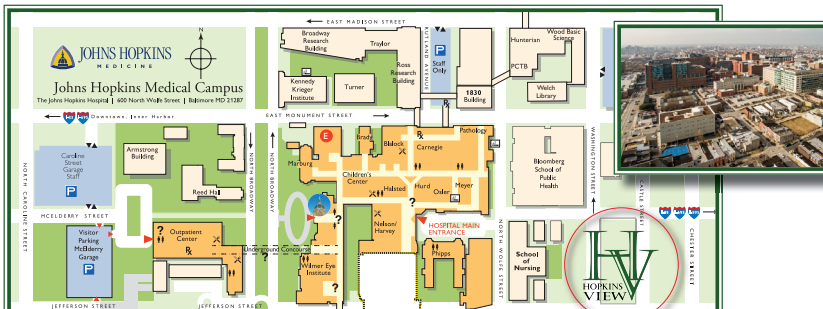 EAST MADISON STREET
JOHNS HOPKINS
MEDICINE
N
Johns Hopkins Medical Campus
The Johns Hopkins Hospital | 600 North Wolfe Street | Baltimore MD 21287
Downtown, Inner Harbor
Broadway
Research
Building
Traylor
Ross
Research
Building
Kennedy
Krieger
Institute
Turner
RUTLAND AVENUE
P
Staff
Only
1830
Building
Hunterian
Wood Basic
Science
PCTB
Welch
Library
EAST MONUMENT STREET
Caroline
Street
Garage
Staff
P
Armstrong
Building
Reed Hall
NORTH CAROLINE STREET
NORTH BROADWAY
NORTH BROADWAY
MCELDERRY STREET
Visitor
Parking
McElderry
Garage
P
?
Outpatient
Center
?
Underground Concourse
?
JEFFERSON STREET
JEFFERSON STREET
E
Marburg
Brady
Blalock
Rx
Rx
Carnegie
Pathology
Children's
Center
Halsted
Hurd
Osler
Meyer
?
?
Nelson/
Harvey
HOSPITAL MAIN
ENTRANCE
?
Wilmer Eye
Institute
Phipps
NORTH WOLFE STREET
Bloomberg
School of
Public
Health
School
of
Nursing
WASHINGTON STREET
CASTLE STREET
CHESTER STREET
HV
HOPKINS
VIEW